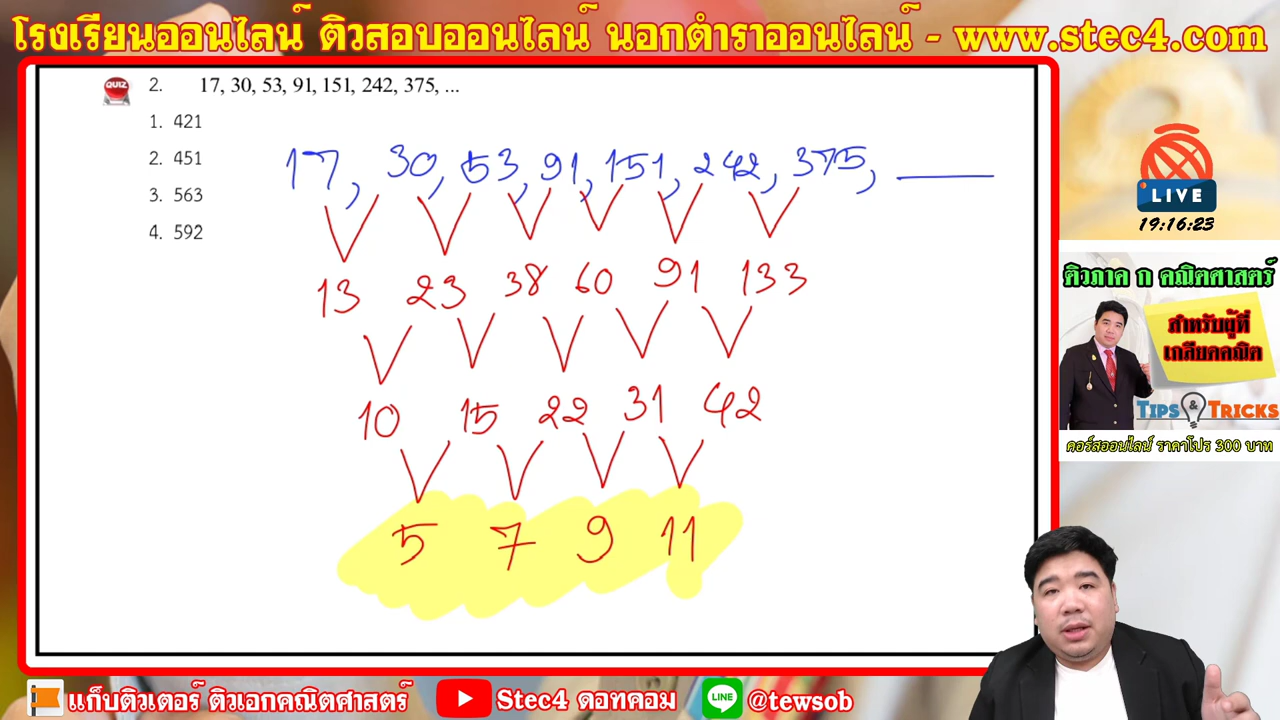 โรงเรียนออนไลน์ ติวสอบออนไลน์ นอกตำราออนไลน์ - www.stec4.com
QUIZ 2. 17, 30, 53, 91, 151, 242, 375, ...
1. 421
2. 451
3. 563
4. 592
17, 30, 53, 91, 151, 242, 375, ____
13 23 38 60 91 133
10 15 22 31 42
5 7 9 11
LIVE
19:16:23
ติวภาค ก คณิตศาสตร์
สำหรับผู้ที่
เกลียดคณิต
TIPS & TRICKS
คอร์สออนไลน์ ราคาโปร 300 บาท
แก๊บติวเตอร์ ติวเอกคณิตศาสตร์ Stec4 ดอทคอม LINE @tewsob